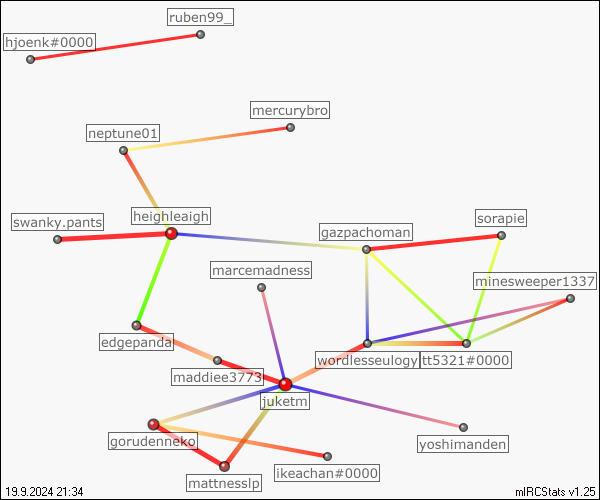 ruben99_
hjoenk#0000
mercurybro
neptune01
heighleaigh
swanky.pants
sorapie
gazpachoman
marcemadness
minesweeper1337
edgepanda
wordlesseulogy
tt5321#0000
maddiee3773
juketm
gorudenneko
yoshimanden
ikeachan#0000
mattnesslp
19.9.2024 21:34
mIRCStats v1.25